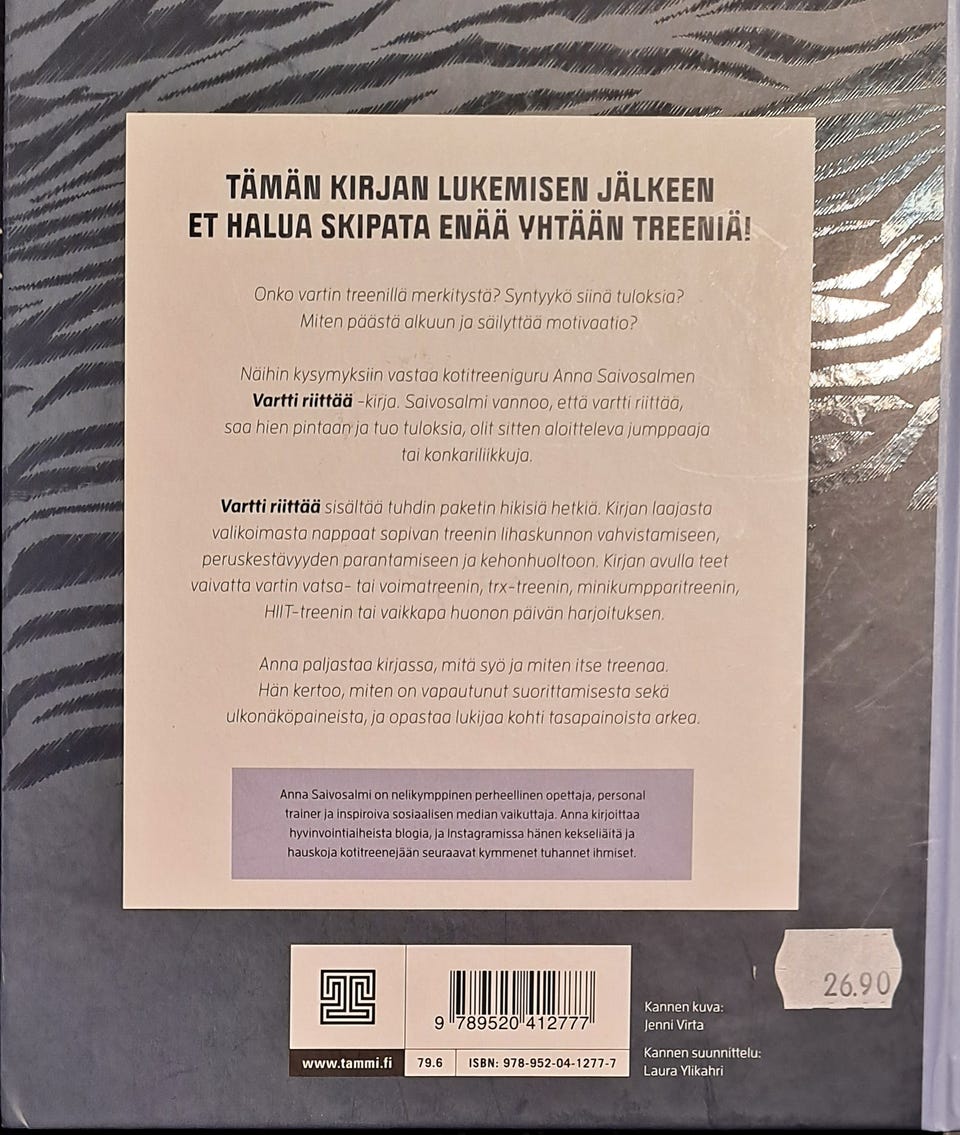 TÄMÄN KIRJAN LUKEMISEN JÄLKEEN
ET HALUA SKIPATA ENÄÄ YHTÄÄN TREENIÄ!
Onko vartin treenillä merkitystä? Syntyykö siinä tuloksia?
Miten päästä alkuun ja säilyttää motivaatio?
Näihin kysymyksiin vastaa kotitreeniguru Anna Saivosalmen
Vartti riittää -kirja. Saivosalmi vannoo, että vartti riittää,
saa hien pintaan ja tuo tuloksia, olit sitten aloitteleva jumppaaja
tai konkariliikkuja.
Vartti riittää sisältää tuhdin paketin hikisiä hetkiä. Kirjan laajasta
valikoimasta nappaat sopivan treenin lihaskunnon vahvistamiseen,
peruskestävyyden parantamiseen ja kehonhuoltoon. Kirjan avulla teet
vaivatta vartin vatsa- tai voimatreenin, trx-treenin, minikumpparitreenin,
HIIT-treenin tai vaikkapa huonon päivän harjoituksen.
Anna paljastaa kirjassa, mitä syö ja miten itse treenaa.
Hän kertoo, miten on vapautunut suorittamisesta sekä
ulkonäköpaineista, ja opastaa lukijaa kohti tasapainoista arkea.
Anna Saivosalmi on nelikymppinen perheellinen opettaja, personal
trainer ja inspiroiva sosiaalisen median vaikuttaja. Anna kirjoittaa
hyvinvointiaiheista blogia, ja Instagramissa hänen kekseliäitä ja
hauskoja kotitreenejään seuraavat kymmenet tuhannet ihmiset.
26.90
9 789520 412777
www.tammi.fi
79.6
ISBN: 978-952-04-1277-7
Kannen kuva:
Jenni Virta
Kannen suunnittelu:
Laura Ylikahri